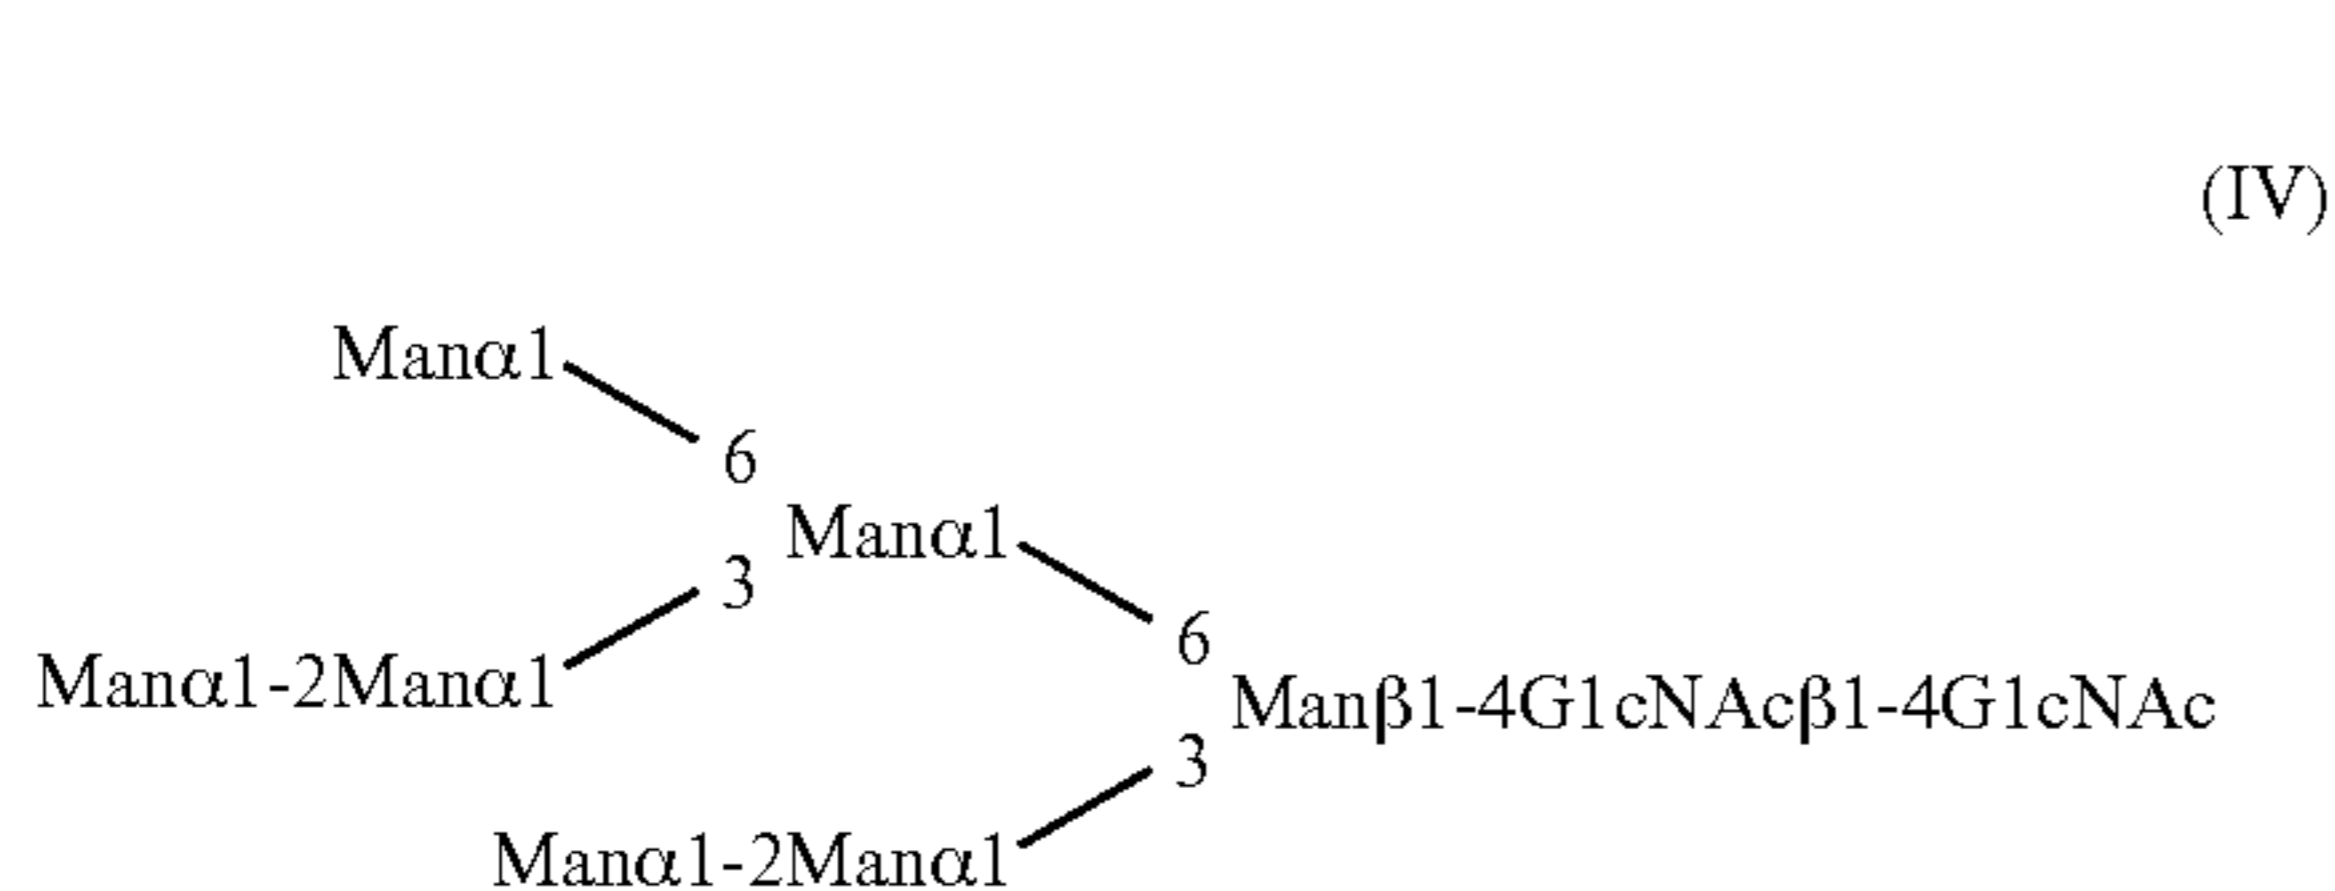 (IV)
Manα1
6
Manα1
3
6
Manα1-2Manα1
Manβ1-4G1cNAcβ1-4G1cNAc
3
Manα1-2Manα1